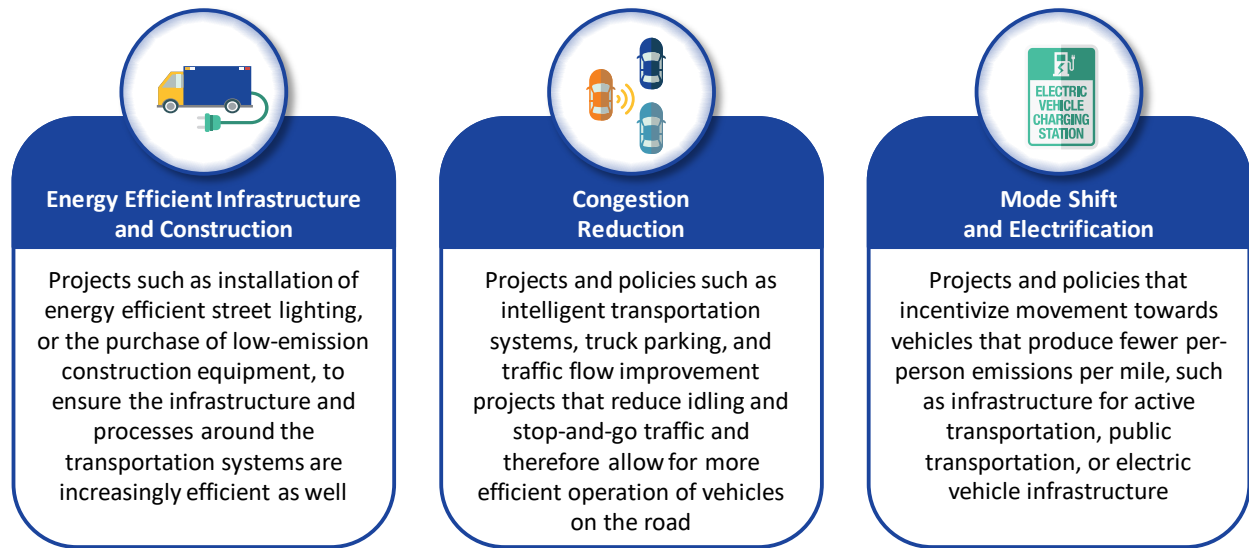 ELECTRIC
VEHICLE
CHARGING
STATION
Energy Efficient Infrastructure
and Construction
Projects such as installation of
energy efficient street lighting,
or the purchase of low-emission
construction equipment, to
ensure the infrastructure and
processes around the
transportation systems are
increasingly efficient as well
Congestion
Reduction
Projects and policies such as
intelligent transportation
systems, truck parking, and
traffic flow improvement
projects that reduce idling and
stop-and-go traffic and
therefore allow for more
efficient operation of vehicles
on the road
Mode Shift
and Electrification
Projects and policies that
incentivize movement towards
vehicles that produce fewer per-
person emissions per mile, such
as infrastructure for active
transportation, public
transportation, or electric
vehicle infrastructure